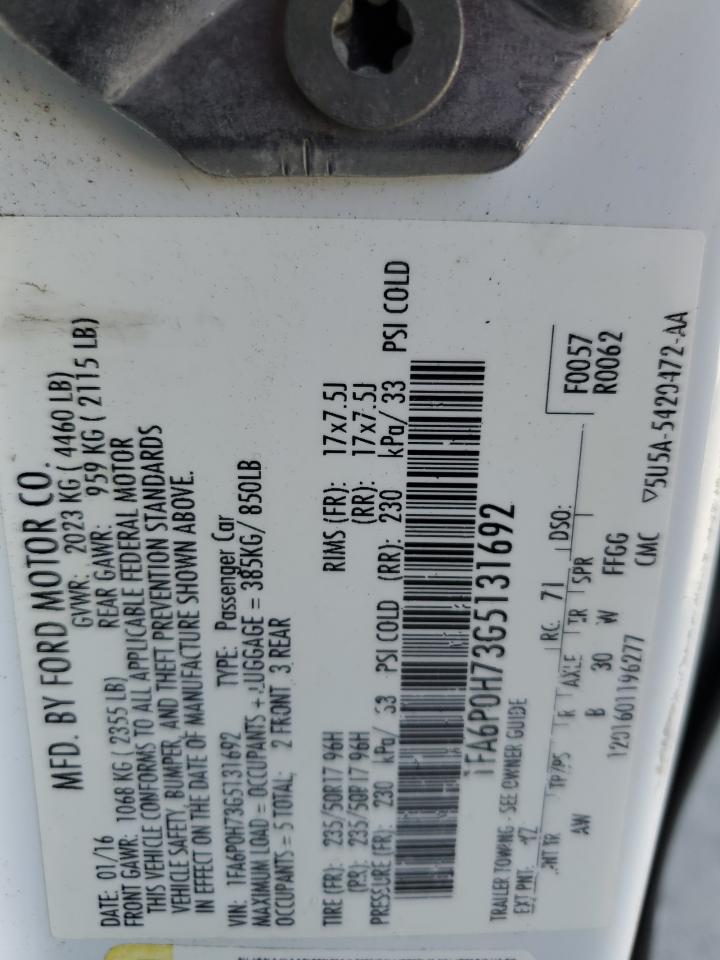 MFD. BY FORD MOTOR CO.
DATE: 01/16 GVWR: 2023 KG ( 4460 LB)
FRONT GAWR: 1068 KG ( 2355 LB) REAR GAWR: 959 KG ( 2115 LB)
THIS VEHICLE CONFORMS TO ALL APPLICABLE FEDERAL MOTOR
VEHICLE SAFETY, BUMPER, AND THEFT PREVENTION STANDARDS
IN EFFECT ON THE DATE OF MANUFACTURE SHOWN ABOVE.
VIN: 1FA6P0H73G5131692 TYPE: Passenger Car
MAXIMUM LOAD = OCCUPANTS + LUGGAGE = 385KG/ 850LB
OCCUPANTS = 5 TOTAL; 2 FRONT 3 REAR
TIRE (FR): 235/50R17 96H RIMS (FR): 17x7.5J
(RR): 235/50R17 96H (RR): 17x7.5J
PRESSURE (FR): 230 kPa/ 33 PSI COLD (RR): 230 kPa/ 33 PSI COLD
1FA6P0H73G5131692
TRAILER TOWING - SEE OWNER GUIDE
EXT PNT: YZ RC: 71 DSO: F0057
R0062
INT TR TP/PS R AXLE TR SPR
AW B 30 W FFGG
1201601196277 CMC ▽5U5A-5420472-AA